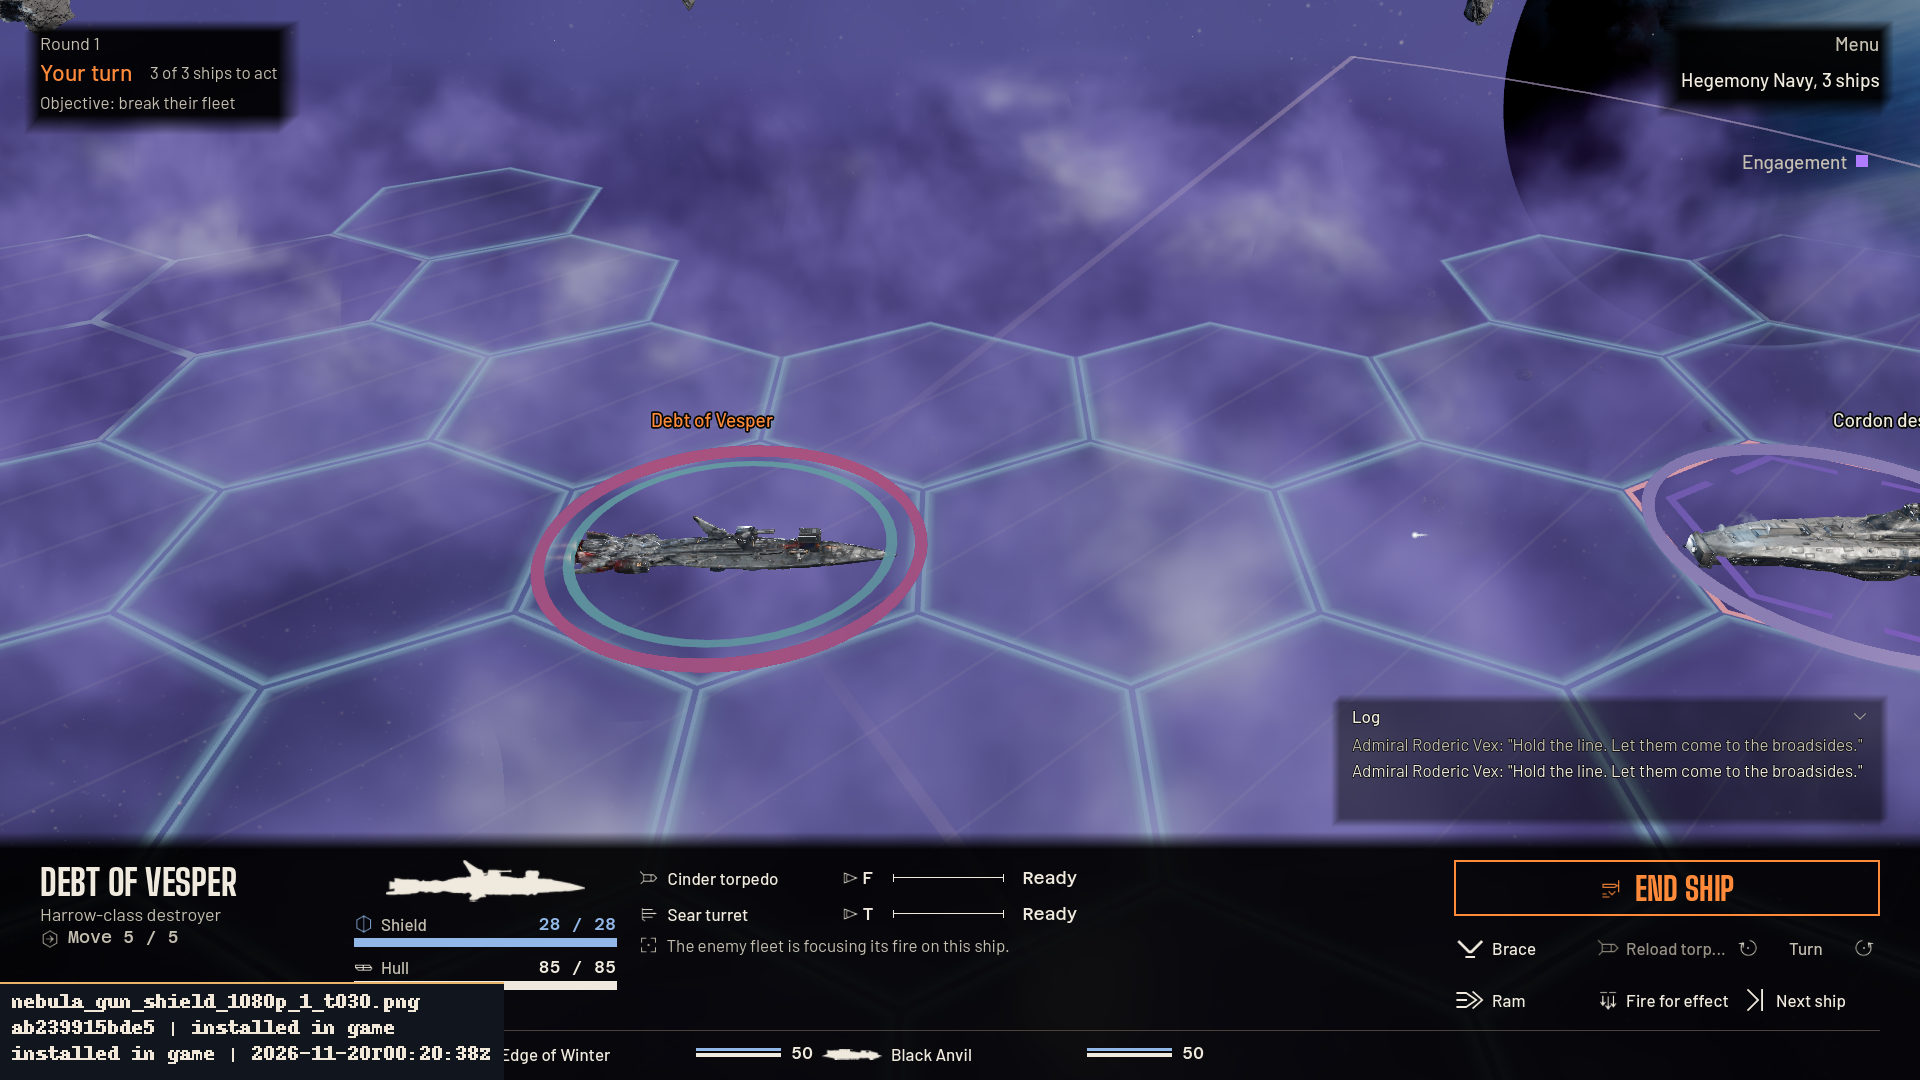 Round 1
Your turn 3 of 3 ships to act
Objective: break their fleet
Menu
Hegemony Navy, 3 ships
Engagement
Debt of Vesper
Cordon des
Log
Admiral Roderic Vex: "Hold the line. Let them come to the broadsides."
Admiral Roderic Vex: "Hold the line. Let them come to the broadsides."
DEBT OF VESPER
Harrow-class destroyer
Move 5 / 5
Shield 28 / 28
Hull 85 / 85
Cinder torpedo F Ready
Sear turret T Ready
The enemy fleet is focusing its fire on this ship.
END SHIP
Brace Reload torp... Turn
Ram Fire for effect Next ship
nebula_gun_shield_1080p_1_t030.png
ab239915bde5 | installed in game
installed in game | 2026-11-20T00:20:38Z
Edge of Winter 50 Black Anvil 50